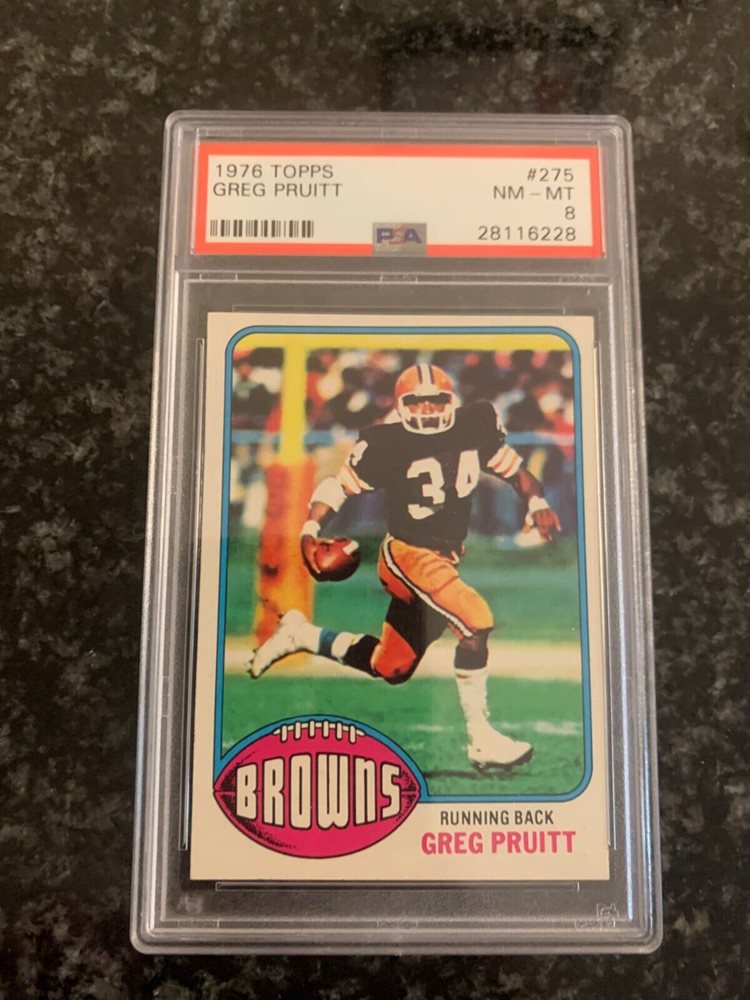 1976 TOPPS
GREG PRUITT
#275
NM - MT
8
PSA
28116228
34
BROWNS
RUNNING BACK
GREG PRUITT